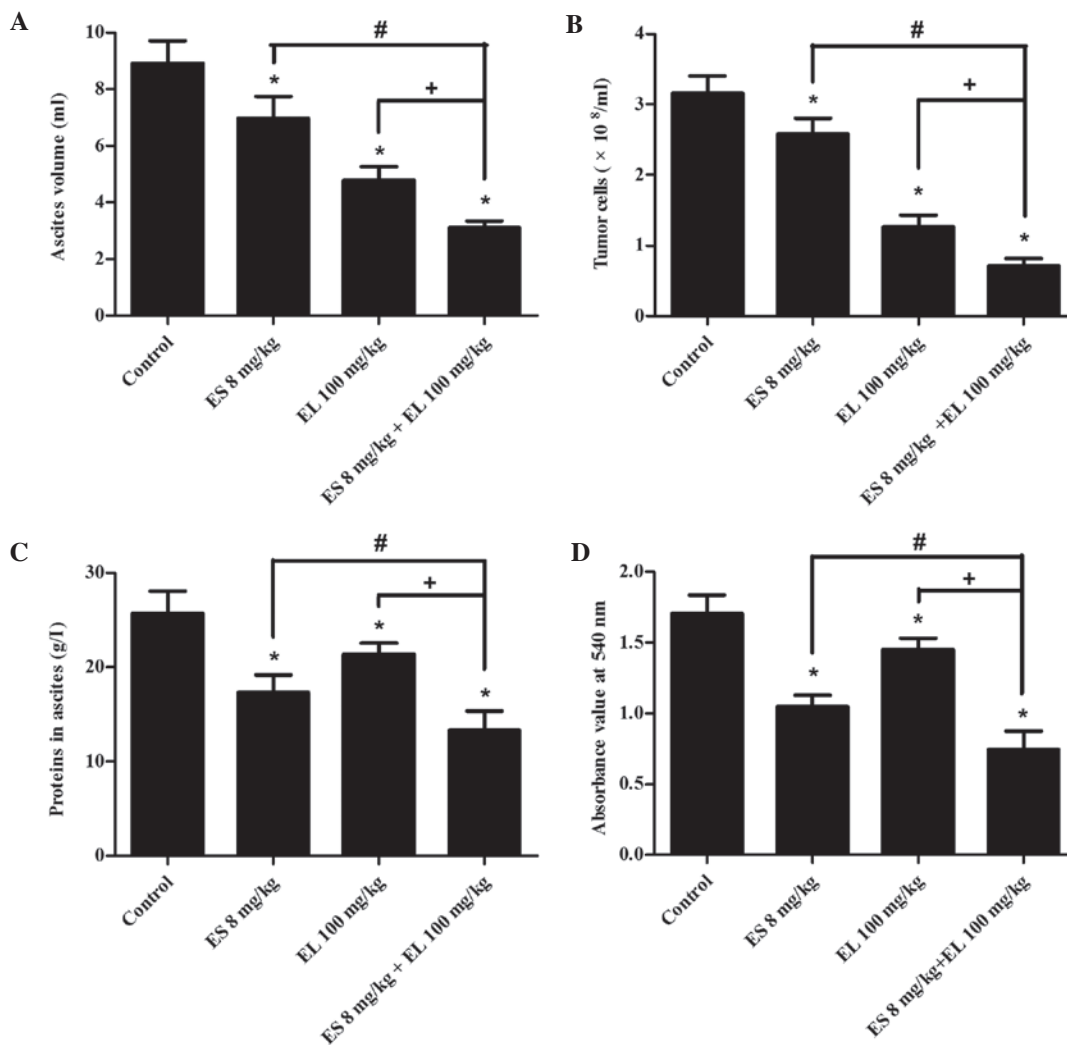 A
#
+
*
*
*
Ascites volume (ml)
10
8
6
4
2
0
Control
ES 8 mg/kg
EL 100 mg/kg
ES 8 mg/kg + EL 100 mg/kg
B
#
+
*
*
*
Tumor cells ( × 10 8/ml)
4
3
2
1
0
Control
ES 8 mg/kg
EL 100 mg/kg
ES 8 mg/kg +EL 100 mg/kg
C
#
+
*
*
*
Proteins in ascites (g/l)
30
20
10
0
Control
ES 8 mg/kg
EL 100 mg/kg
ES 8 mg/kg + EL 100 mg/kg
D
#
+
*
*
*
Absorbance value at 540 nm
2.0
1.5
1.0
0.5
0.0
Control
ES 8 mg/kg
EL 100 mg/kg
ES 8 mg/kg+EL 100 mg/kg